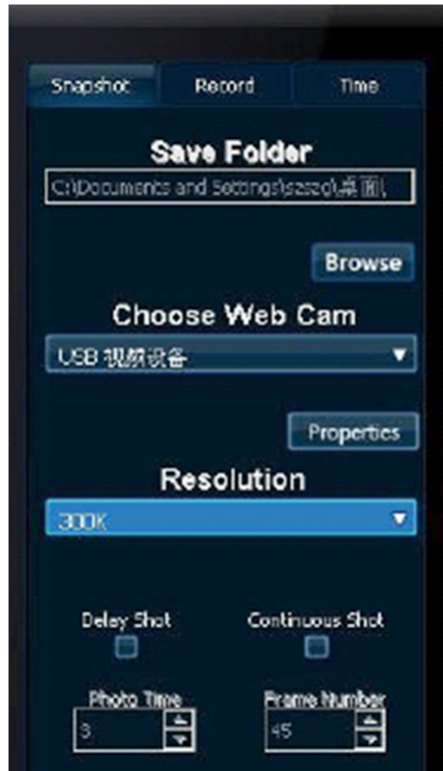 Snapshot Record Time
Save Folder
C:\Documents and Settings\szszq\桌面\
Browse
Choose Web Cam
USB 视频设备
Properties
Resolution
300K
Delay Shot Continuous Shot
Photo Time Frame Number
3 45